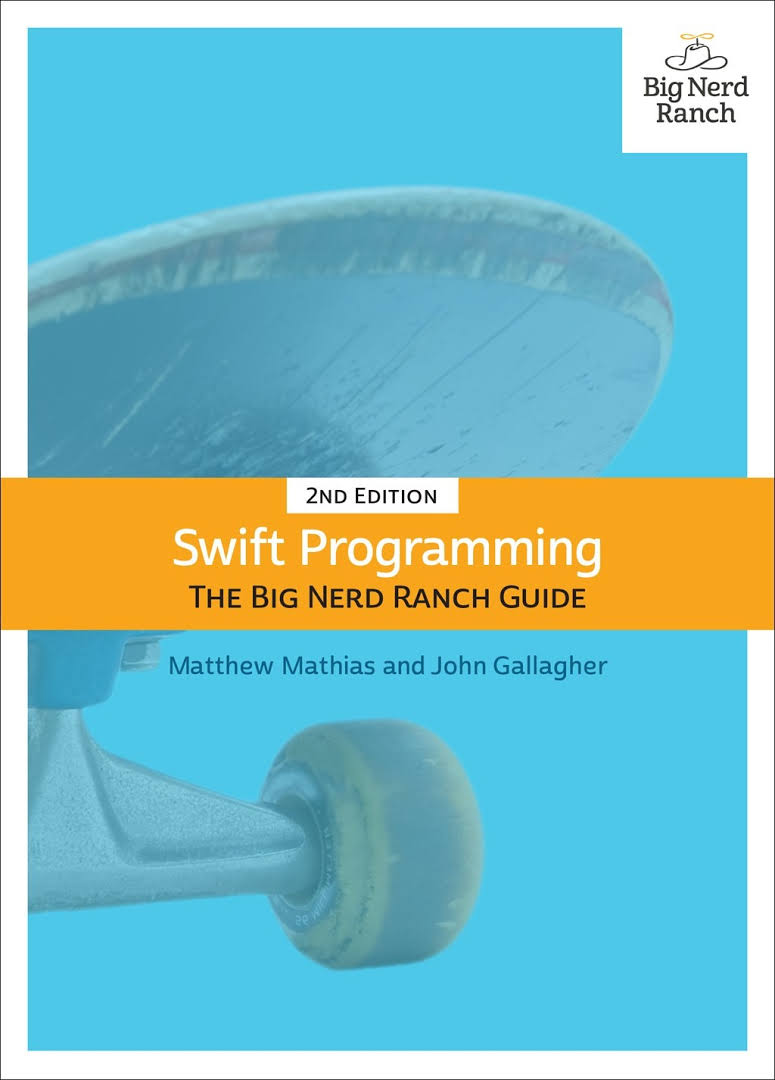 Big Nerd
Ranch
2ND EDITION
Swift Programming
THE BIG NERD RANCH GUIDE
Matthew Mathias and John Gallagher